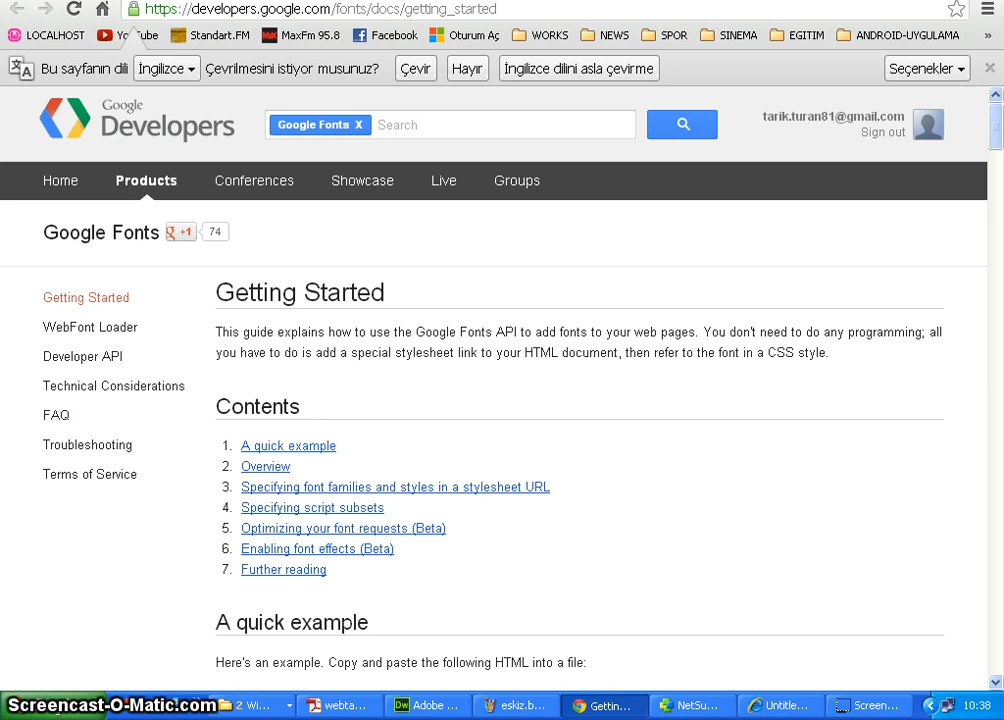 https://developers.google.com/fonts/docs/getting_started
LOCALHOST YouTube Standart.FM MaxFm 95.8 Facebook Oturum Aç WORKS NEWS SPOR SINEMA EGITIM ANDROID-UYGULAMA »
Bu sayfanın dili İngilizce Çevrilmesini istiyor musunuz? Çevir Hayır İngilizce dilini asla çevirme Seçenekler
Google
Developers
Google Fonts X Search
tarik.turan81@gmail.com
Sign out
Home Products Conferences Showcase Live Groups
Google Fonts +1 74
Getting Started
WebFont Loader
Developer API
Technical Considerations
FAQ
Troubleshooting
Terms of Service
Getting Started
This guide explains how to use the Google Fonts API to add fonts to your web pages. You don't need to do any programming; all
you have to do is add a special stylesheet link to your HTML document, then refer to the font in a CSS style.
Contents
1. A quick example
2. Overview
3. Specifying font families and styles in a stylesheet URL
4. Specifying script subsets
5. Optimizing your font requests (Beta)
6. Enabling font effects (Beta)
7. Further reading
A quick example
Here's an example. Copy and paste the following HTML into a file:
Screencast-O-Matic.com 2 Wi... webta... Adobe ... eskiz.b... Gettin... NetSu... Untitle... Screen... 10:38